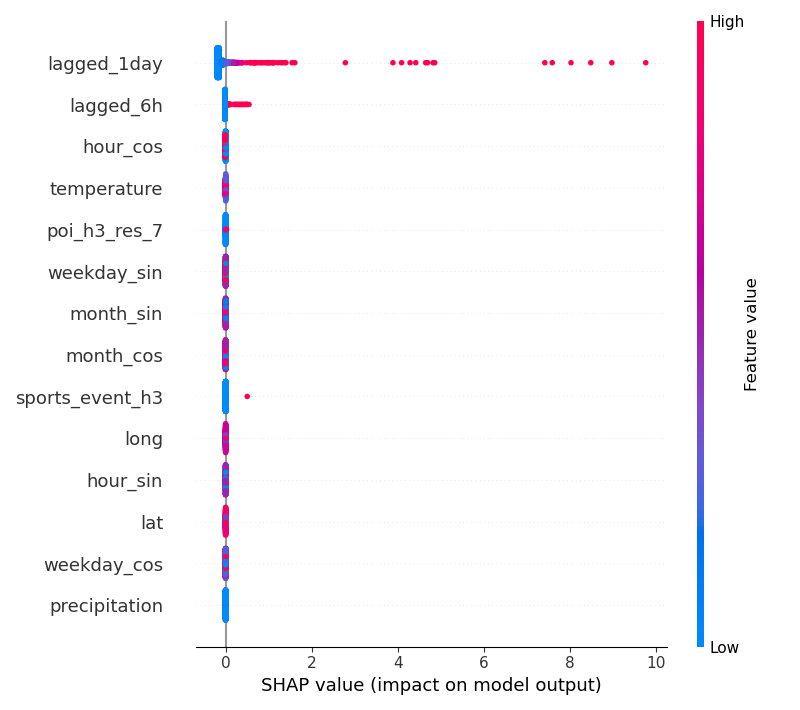 High
lagged_1day
lagged_6h
hour_cos
temperature
poi_h3_res_7
weekday_sin
month_sin
month_cos
sports_event_h3
long
hour_sin
lat
weekday_cos
precipitation
Feature value
Low
0 2 4 6 8 10
SHAP value (impact on model output)